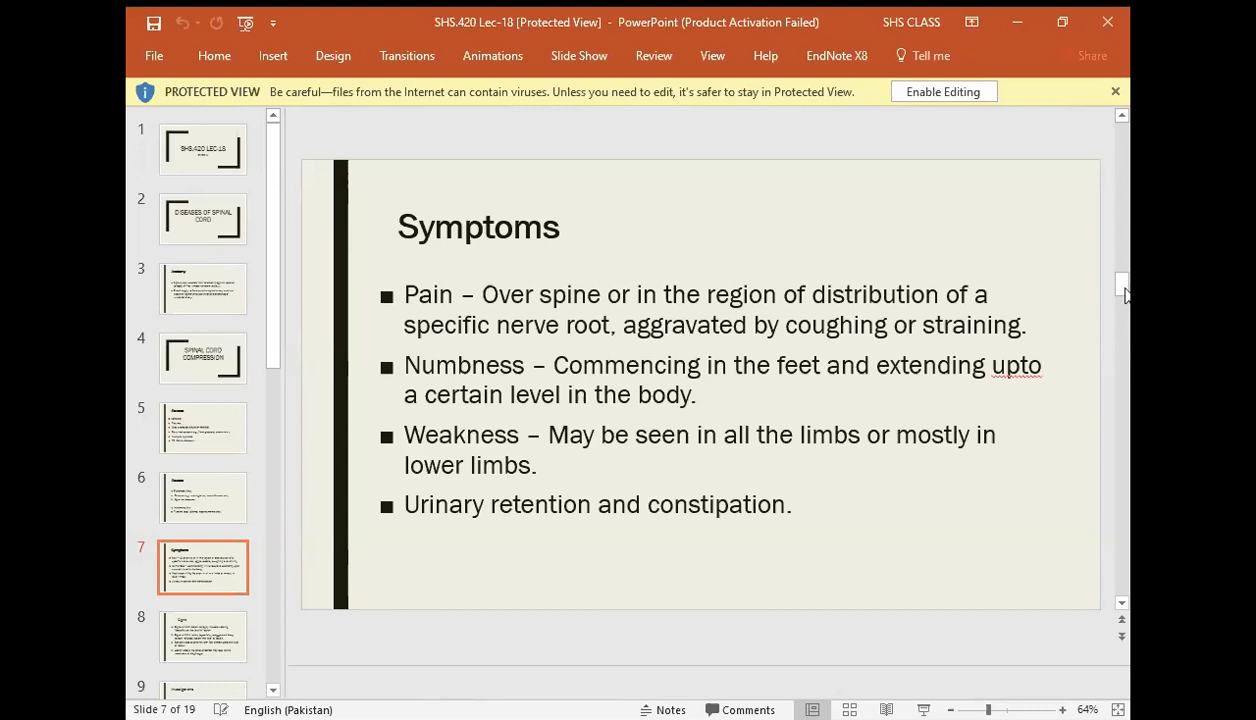 SHS.420 Lec-18 [Protected View] - PowerPoint (Product Activation Failed)
SHS CLASS
File Home Insert Design Transitions Animations Slide Show Review View Help EndNote X8 Tell me Share
PROTECTED VIEW Be careful—files from the Internet can contain viruses. Unless you need to edit, it's safer to stay in Protected View. Enable Editing
1
SHS.420 LEC-18
2
DISEASES OF SPINAL
CORD
3
4
SPINAL CORD
COMPRESSION
5
6
7
Symptoms
8
Signs
9
Investigations
Symptoms
■ Pain – Over spine or in the region of distribution of a
specific nerve root, aggravated by coughing or straining.
■ Numbness – Commencing in the feet and extending upto
a certain level in the body.
■ Weakness – May be seen in all the limbs or mostly in
lower limbs.
■ Urinary retention and constipation.
Slide 7 of 19 English (Pakistan) Notes Comments 64%